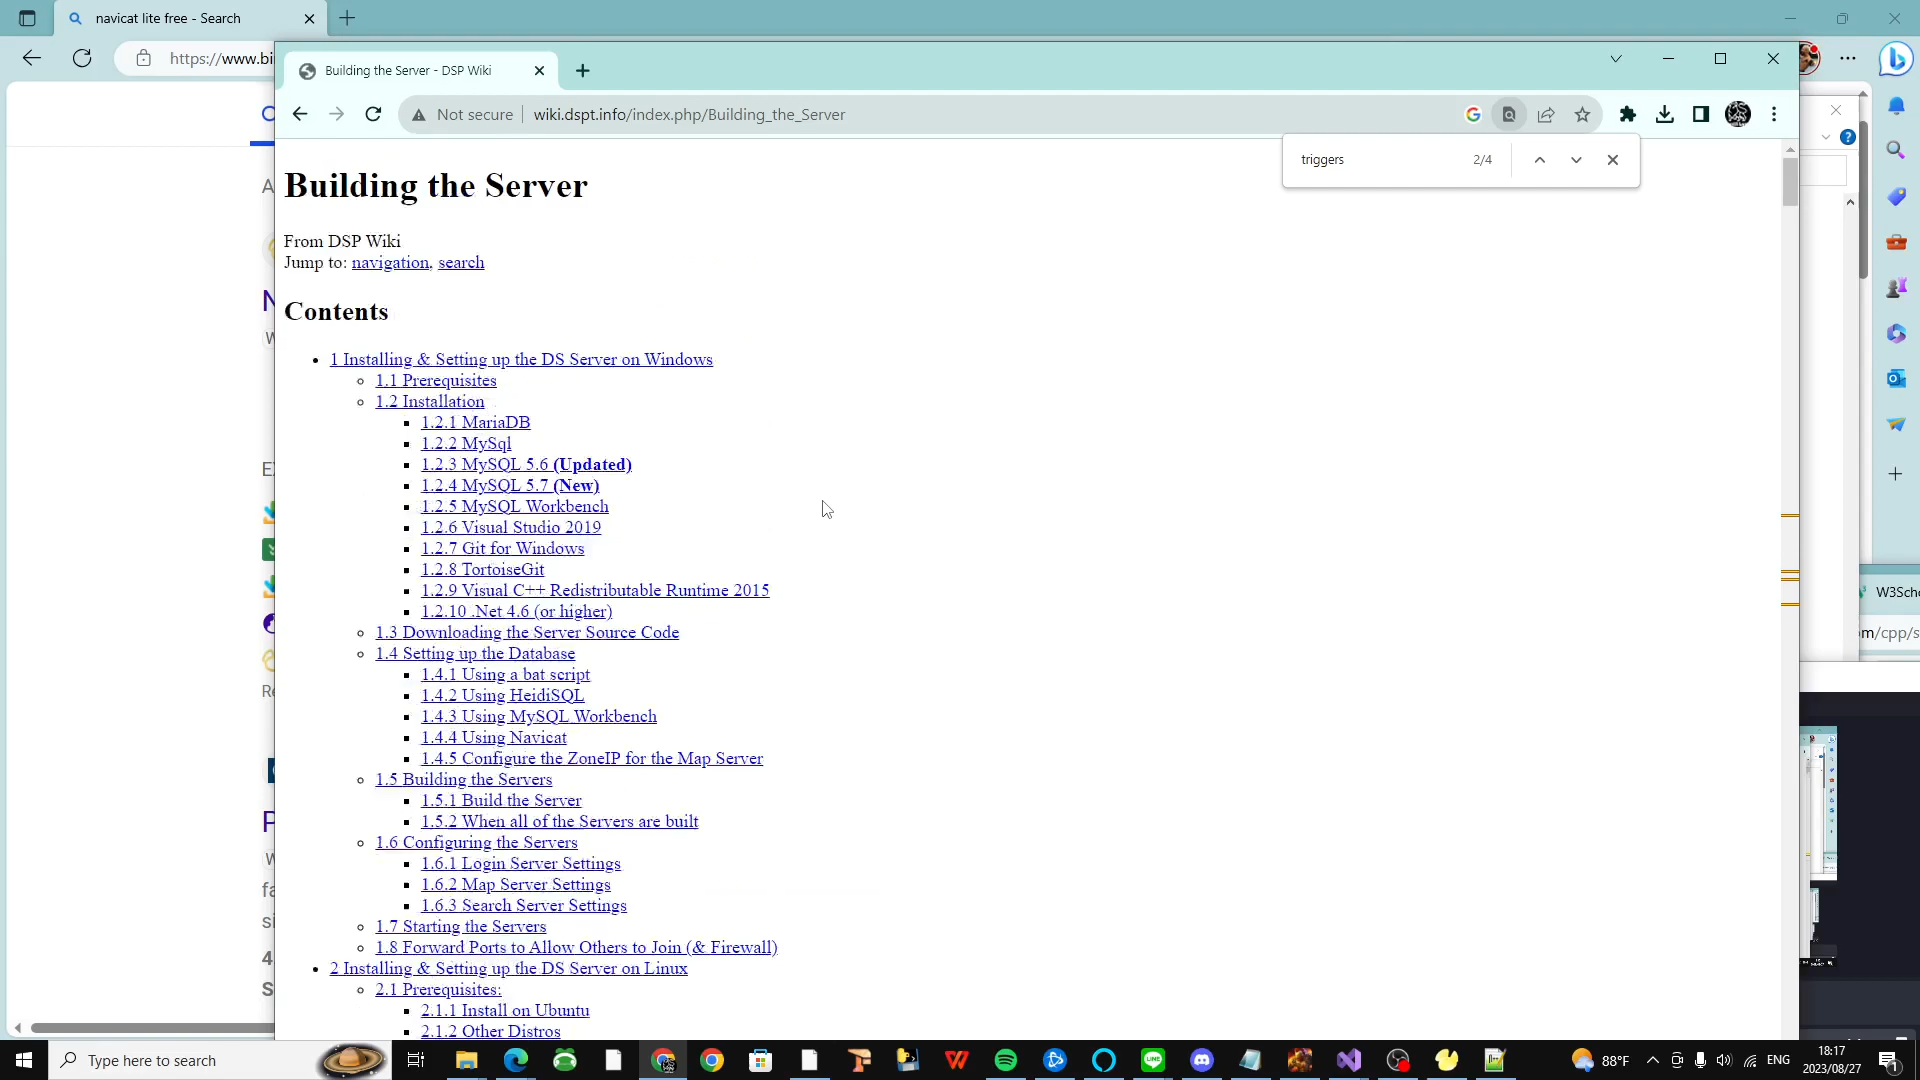 navicat lite free - Search
https://www.bi
Building the Server - DSP Wiki
Not secure
wiki.dspt.info/index.php/Building_the_Server
triggers
2/4
Building the Server
From DSP Wiki
Jump to: navigation, search
Contents
1 Installing & Setting up the DS Server on Windows
1.1 Prerequisites
1.2 Installation
1.2.1 MariaDB
1.2.2 MySql
1.2.3 MySQL 5.6 (Updated)
1.2.4 MySQL 5.7 (New)
1.2.5 MySQL Workbench
1.2.6 Visual Studio 2019
1.2.7 Git for Windows
1.2.8 TortoiseGit
1.2.9 Visual C++ Redistributable Runtime 2015
1.2.10 .Net 4.6 (or higher)
1.3 Downloading the Server Source Code
1.4 Setting up the Database
1.4.1 Using a bat script
1.4.2 Using HeidiSQL
1.4.3 Using MySQL Workbench
1.4.4 Using Navicat
1.4.5 Configure the ZoneIP for the Map Server
1.5 Building the Servers
1.5.1 Build the Server
1.5.2 When all of the Servers are built
1.6 Configuring the Servers
1.6.1 Login Server Settings
1.6.2 Map Server Settings
1.6.3 Search Server Settings
1.7 Starting the Servers
1.8 Forward Ports to Allow Others to Join (& Firewall)
2 Installing & Setting up the DS Server on Linux
2.1 Prerequisites:
2.1.1 Install on Ubuntu
2.1.2 Other Distros
W3Scho
m/cpp/s
Type here to search
88°F
ENG
18:17
2023/08/27